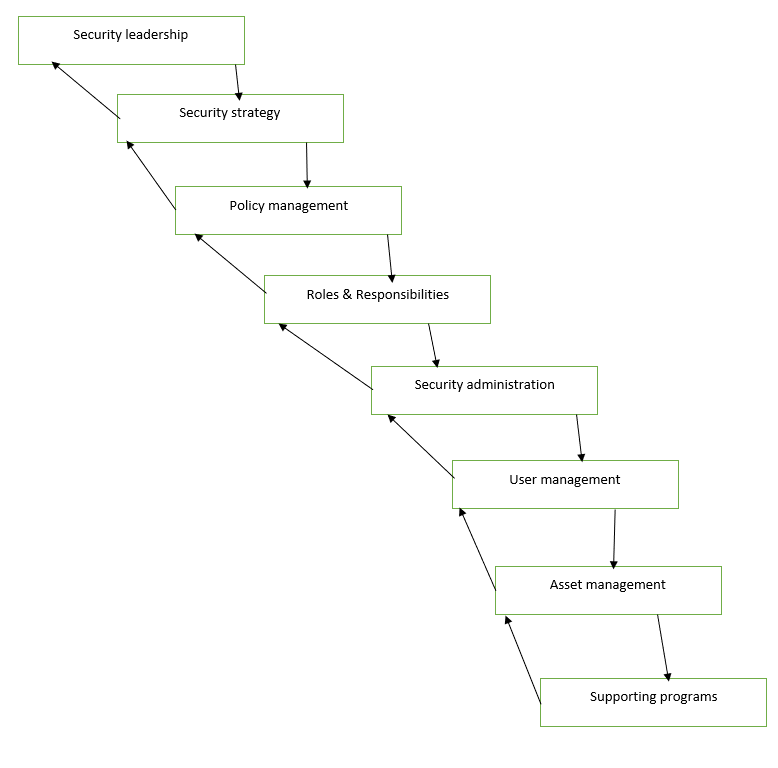 Security leadership
Security strategy
Policy management
Roles & Responsibilities
Security administration
User management
Asset management
Supporting programs